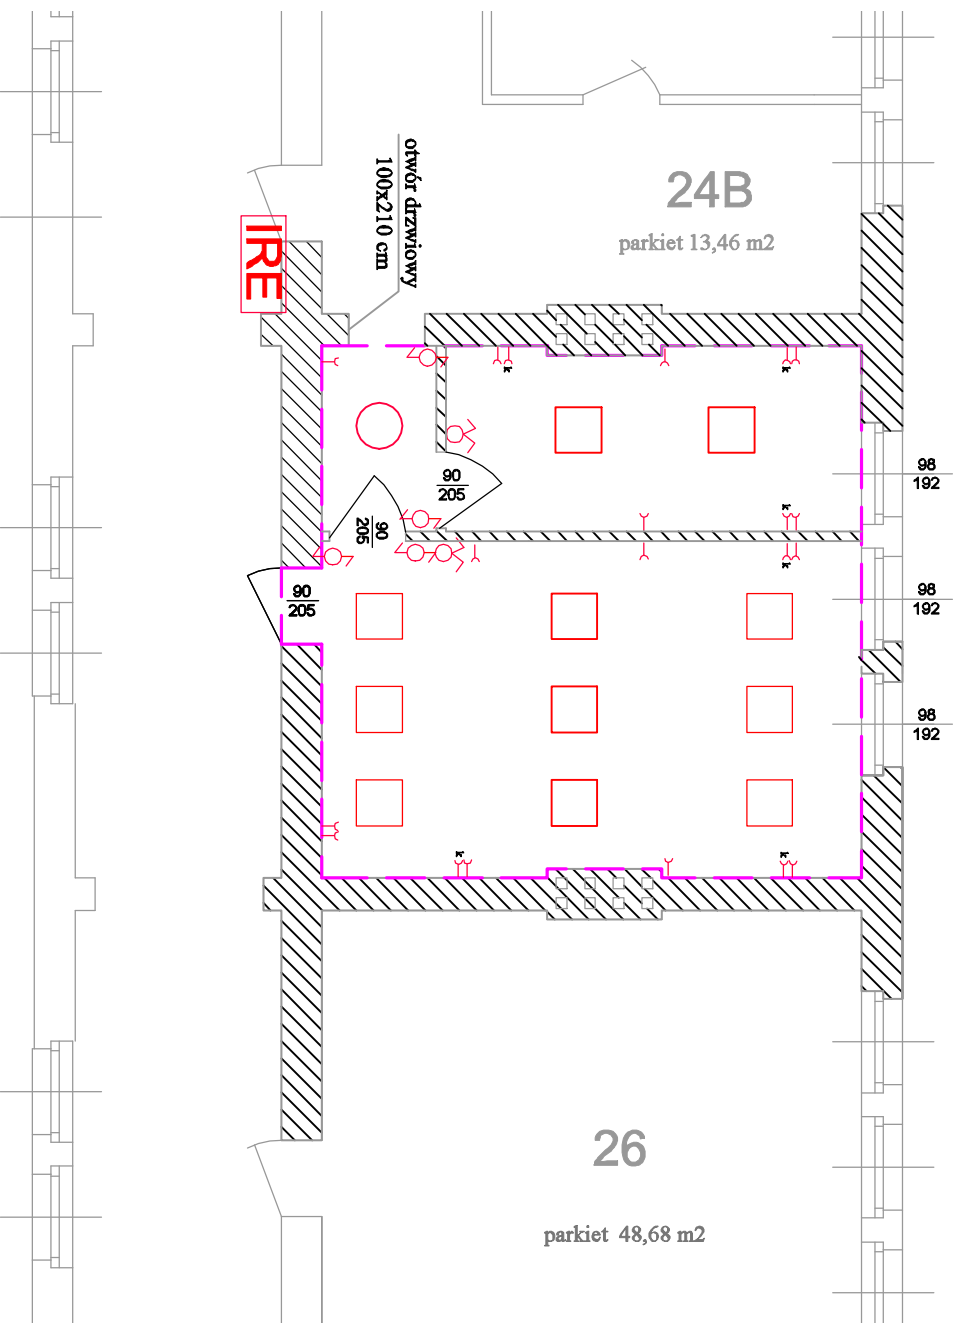 otwór drzwiowy
100x210 cm
24B
parkiet 13,46 m2
IRE
k
k
90
205
98
192
90
205
k
k
90
205
98
192
98
192
k
k
26
parkiet 48,68 m2